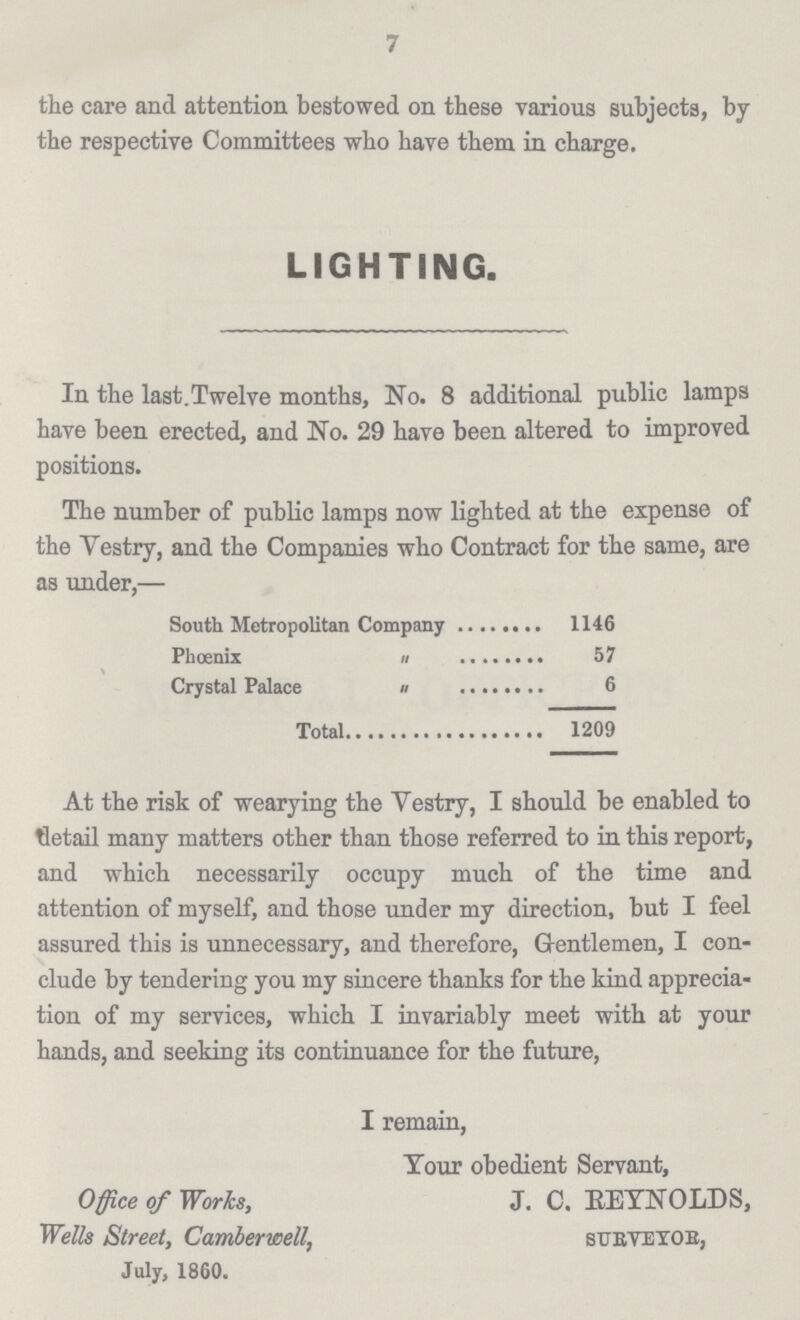 7
the care and attention bestowed on these various subjects, by
the respective Committees who have them in charge.
LIGHTING.
In the last.Twelve months, No. 8 additional public lamps
have been erected, and No. 29 have been altered to improved
positions.
The number of public lamps now lighted at the expense of
the Vestry, and the Companies who Contract for the same, are
as under,—
South Metropolitan Company ........ 1146
Phœnix " ........ 57
Crystal Palace " ........ 6
Total................... 1209
At the risk of wearying the Vestry, I should be enabled to
detail many matters other than those referred to in this report,
and which necessarily occupy much of the time and
attention of myself, and those under my direction, but I feel
assured this is unnecessary, and therefore, Gentlemen, I con-
clude by tendering you my sincere thanks for the kind apprecia-
tion of my services, which I invariably meet with at your
hands, and seeking its continuance for the future,
I remain,
Your obedient Servant,
Office of Works, J. C. REYNOLDS,
Wells Street, Camberwell, SURVEYOR,
July, 1860.